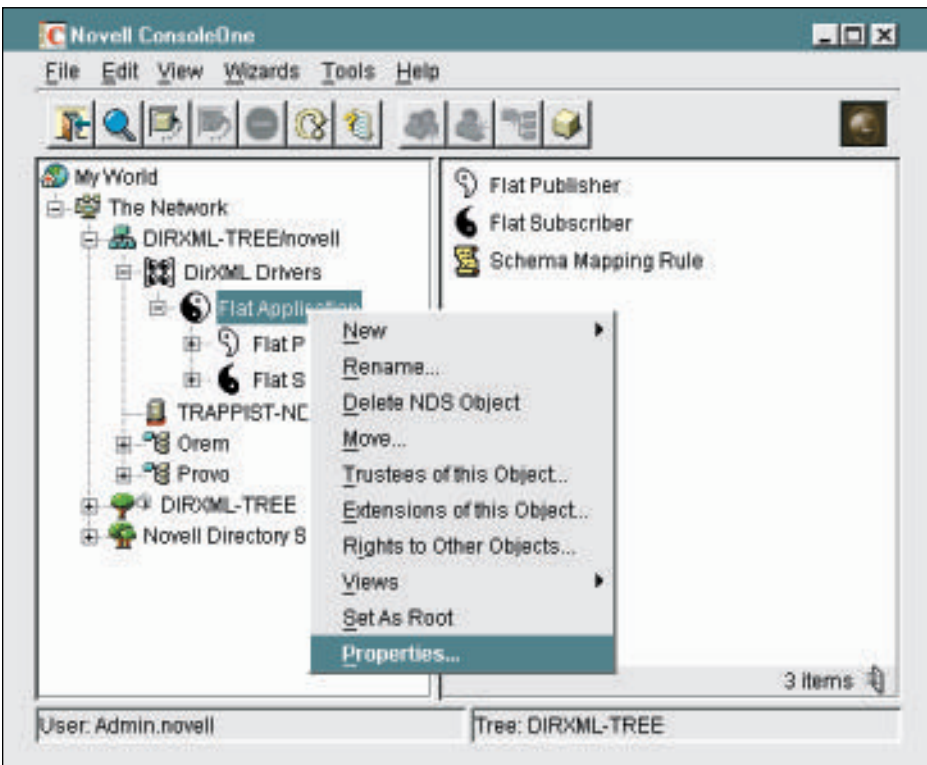 Novell ConsoleOne
File Edit View Wizards Tools Help
My World
The Network
DIRXML-TREE/novell
DirXML Drivers
Flat Application
Flat P
Flat S
TRAPPIST-ND
Orem
Provo
DIRXML-TREE
Novell Directory S
New
Rename...
Delete NDS Object
Move...
Trustees of this Object...
Extensions of this Object...
Rights to Other Objects...
Views
Set As Root
Properties...
Flat Publisher
Flat Subscriber
Schema Mapping Rule
3 items
User: Admin.novell
Tree: DIRXML-TREE